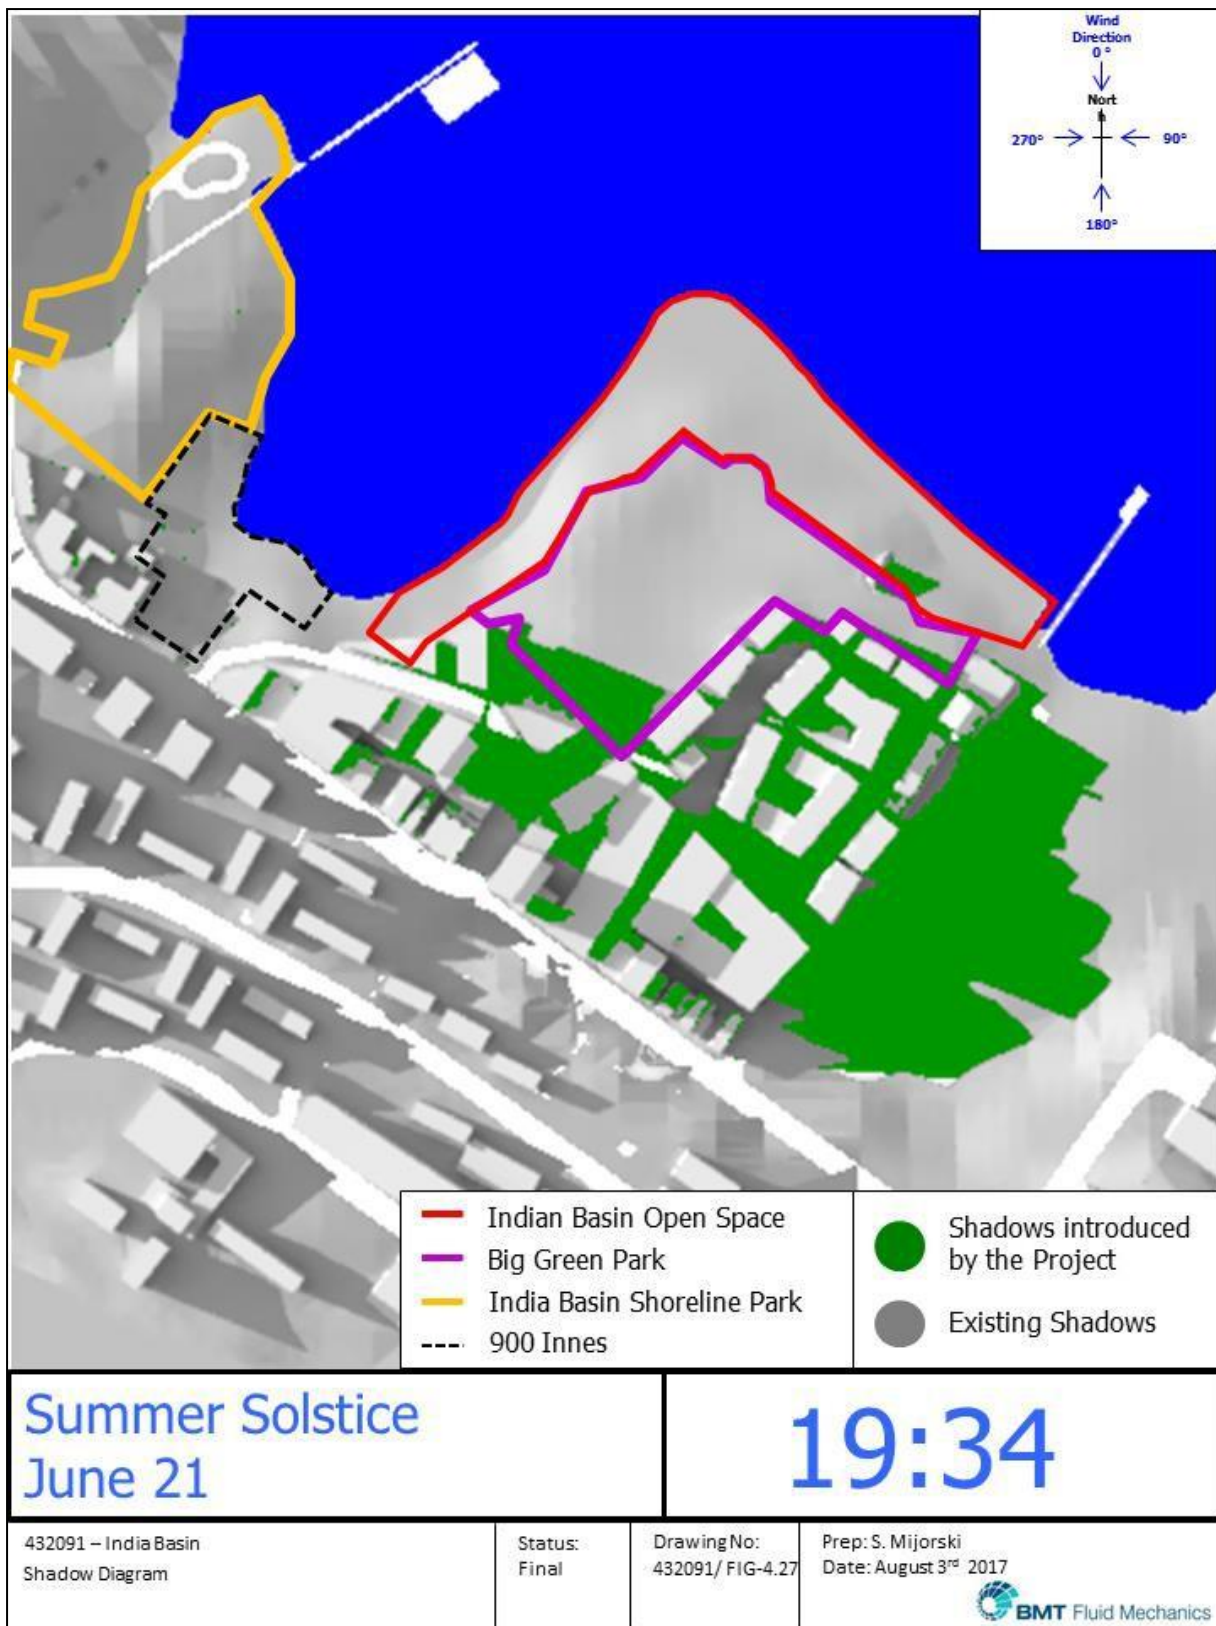 Wind
Direction
0 °
Nort
h
270°
90°
180°
Indian Basin Open Space
Big Green Park
India Basin Shoreline Park
900 Innes
Shadows introduced
by the Project
Existing Shadows
Summer Solstice
June 21
19:34
432091 – India Basin
Shadow Diagram
Status:
Final
Drawing No:
432091/ FIG-4.27
Prep: S. Mijorski
Date: August 3rd 2017
BMT Fluid Mechanics